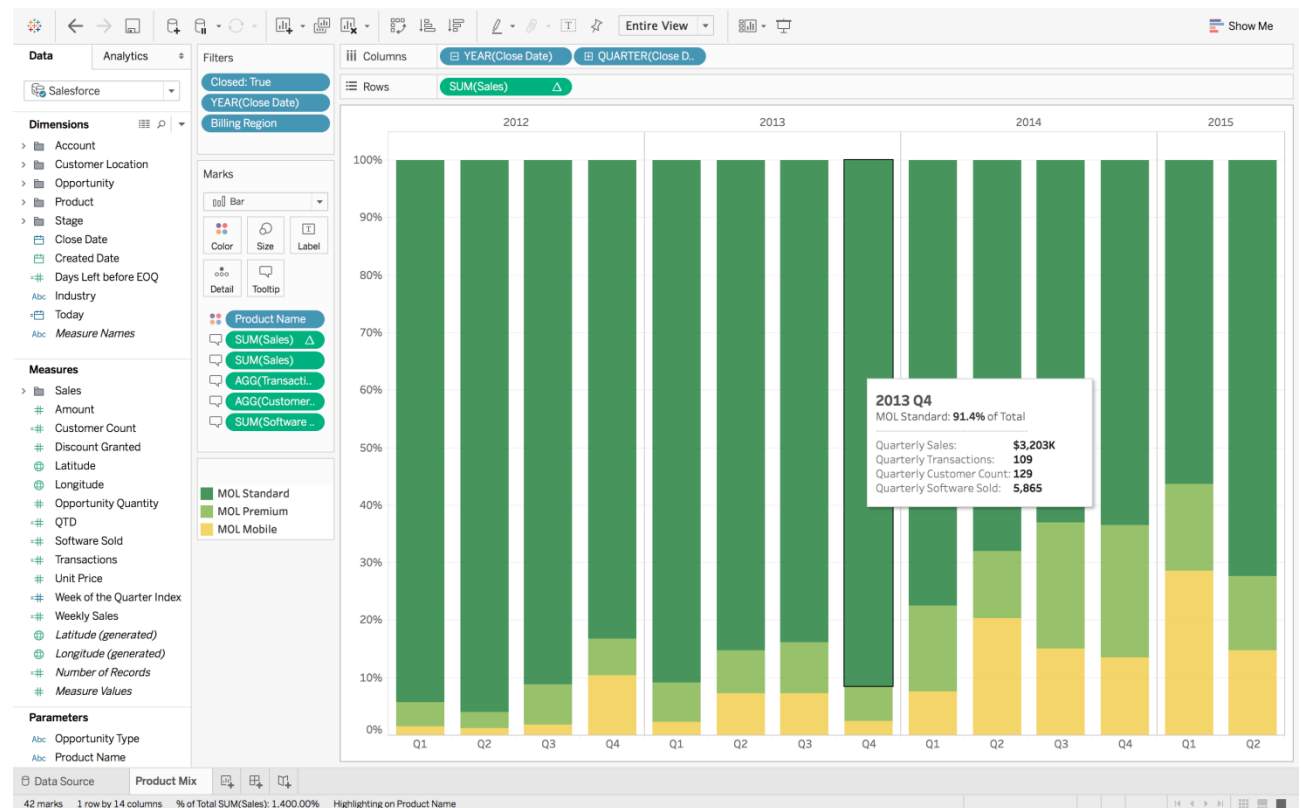 Entire View
Show Me
Data
Analytics
Salesforce
Dimensions
Account
Customer Location
Opportunity
Product
Stage
Close Date
Created Date
Days Left before EOQ
Abc Industry
Today
Abc Measure Names
Measures
Sales
Amount
Customer Count
Discount Granted
Latitude
Longitude
Opportunity Quantity
QTD
Software Sold
Transactions
Unit Price
Week of the Quarter Index
Weekly Sales
Latitude (generated)
Longitude (generated)
Number of Records
Measure Values
Parameters
Abc Opportunity Type
Abc Product Name
Filters
Closed: True
YEAR(Close Date)
Billing Region
Marks
Bar
Color Size Label
Detail Tooltip
Product Name
SUM(Sales) Δ
SUM(Sales)
AGG(Transacti..
AGG(Customer..
SUM(Software ..
MOL Standard
MOL Premium
MOL Mobile
Columns YEAR(Close Date) QUARTER(Close D..
Rows SUM(Sales) Δ
2012 2013 2014 2015
100%
90%
80%
70%
60%
50%
40%
30%
20%
10%
0%
2013 Q4
MOL Standard: 91.4% of Total
Quarterly Sales: $3,203K
Quarterly Transactions: 109
Quarterly Customer Count: 129
Quarterly Software Sold: 5,865
Q1 Q2 Q3 Q4 Q1 Q2 Q3 Q4 Q1 Q2 Q3 Q4 Q1 Q2
Data Source Product Mix
42 marks 1 row by 14 columns % of Total SUM(Sales): 1,400.00% Highlighting on Product Name